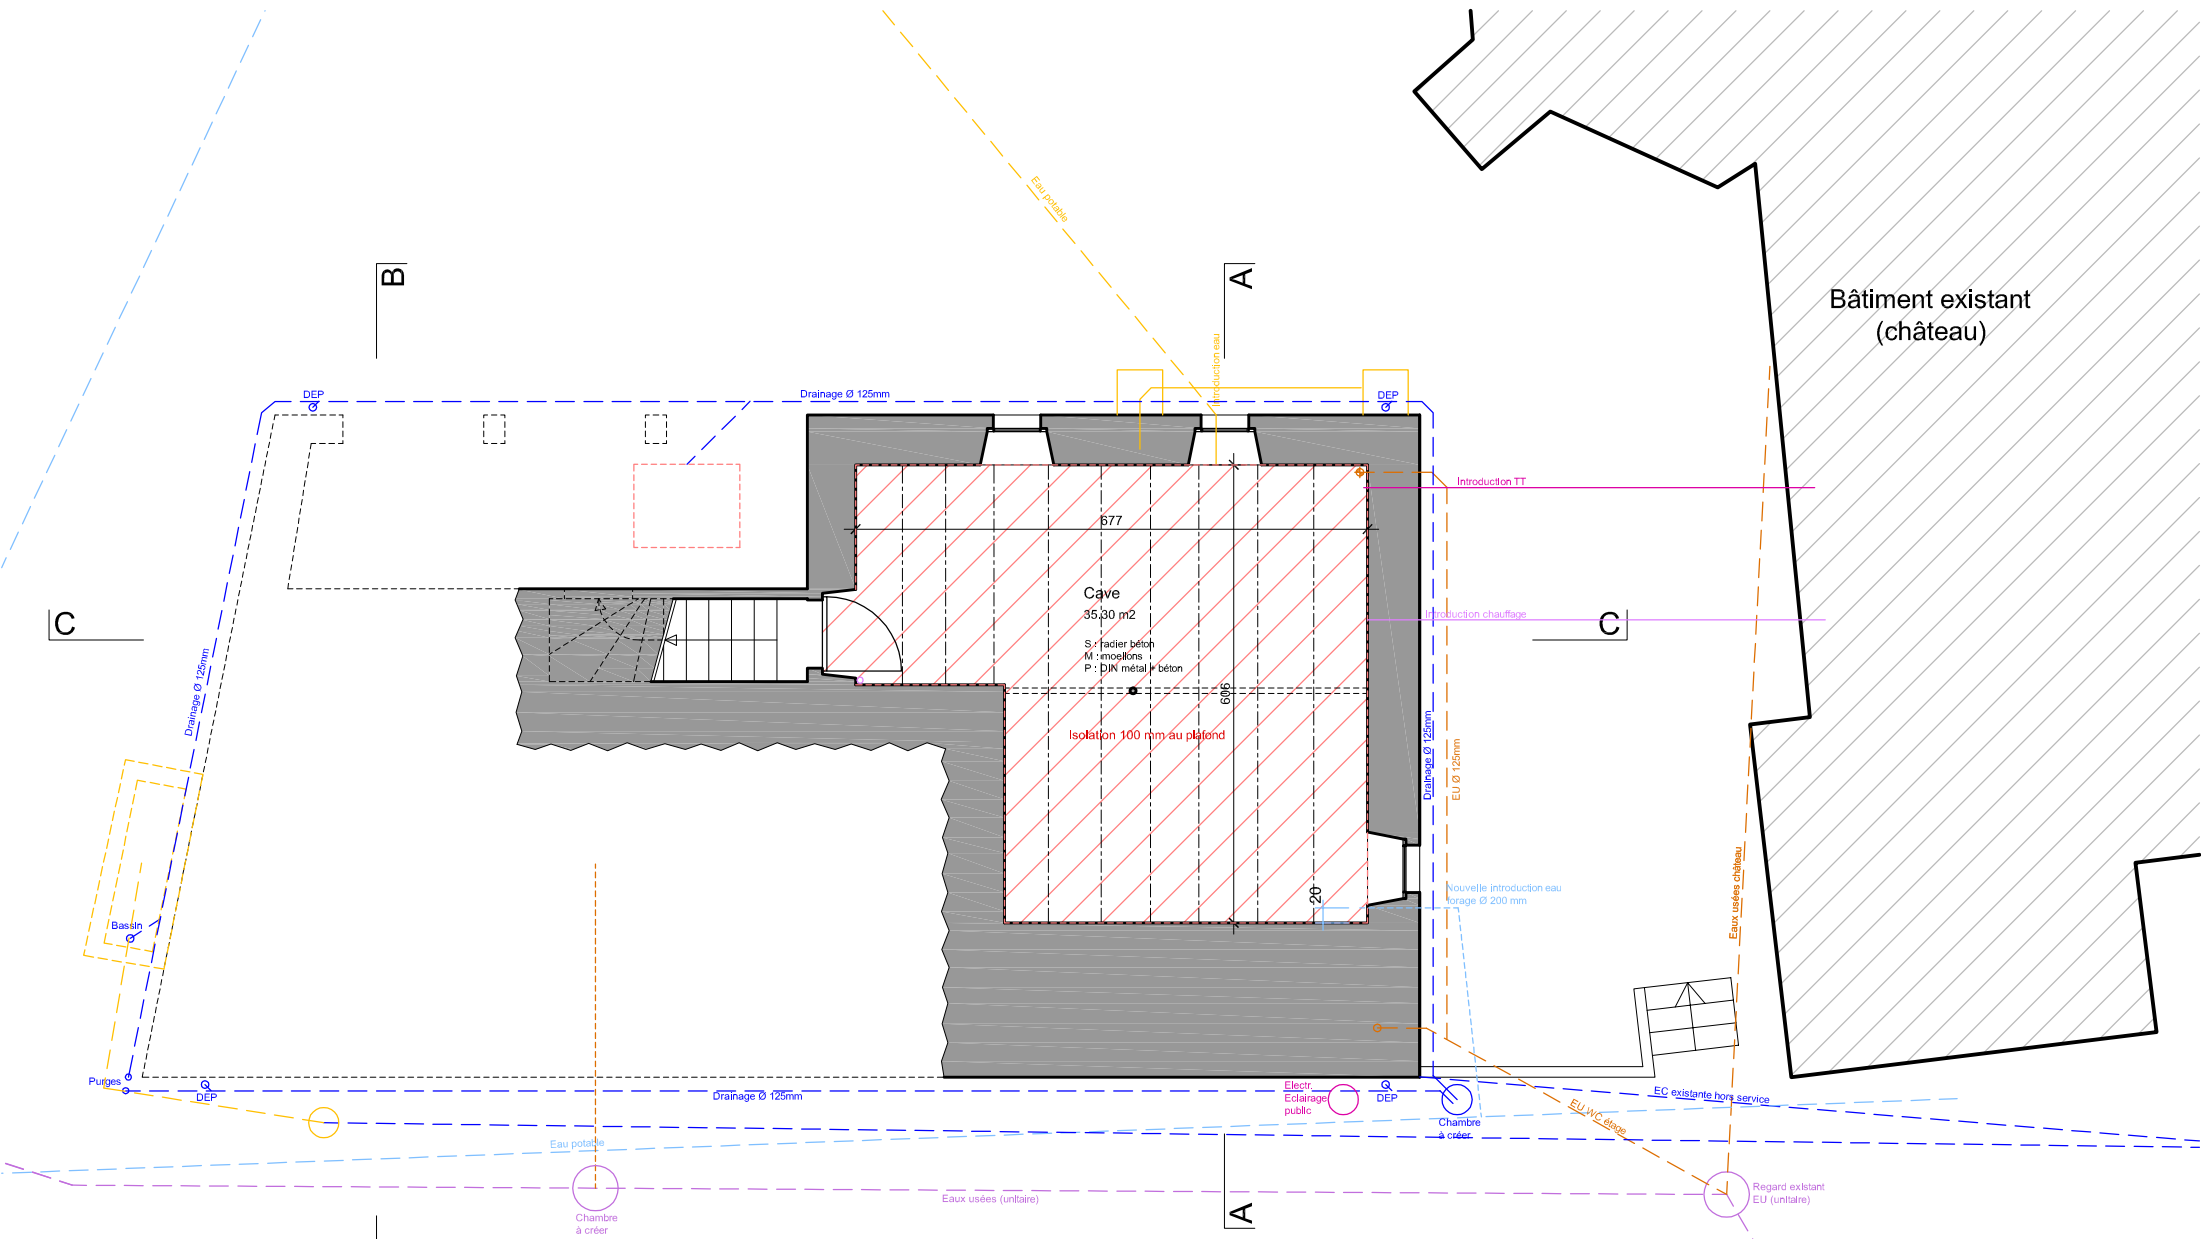 Eau potable
B
A
Bâtiment existant
(château)
Introduction eau
DEP
Drainage Ø 125mm
DEP
Introduction TT
677
Cave
35.30 m2
S : radier béton
M : moellons
P : DIN métal + béton
C
Introduction chauffage
C
Drainage Ø 125mm
606
Isolation 100 mm au plafond
Drainage Ø 125mm
EU Ø 125mm
20
Nouvelle introduction eau
forage Ø 200 mm
Eaux usées château
Bassin
Purges
DEP
Drainage Ø 125mm
Electr.
Eclairage
public
DEP
Chambre
à créer
EU WC étage
EC existante hors service
Eau potable
Eaux usées (unitaire)
Chambre
à créer
A
Regard existant
EU (unitaire)